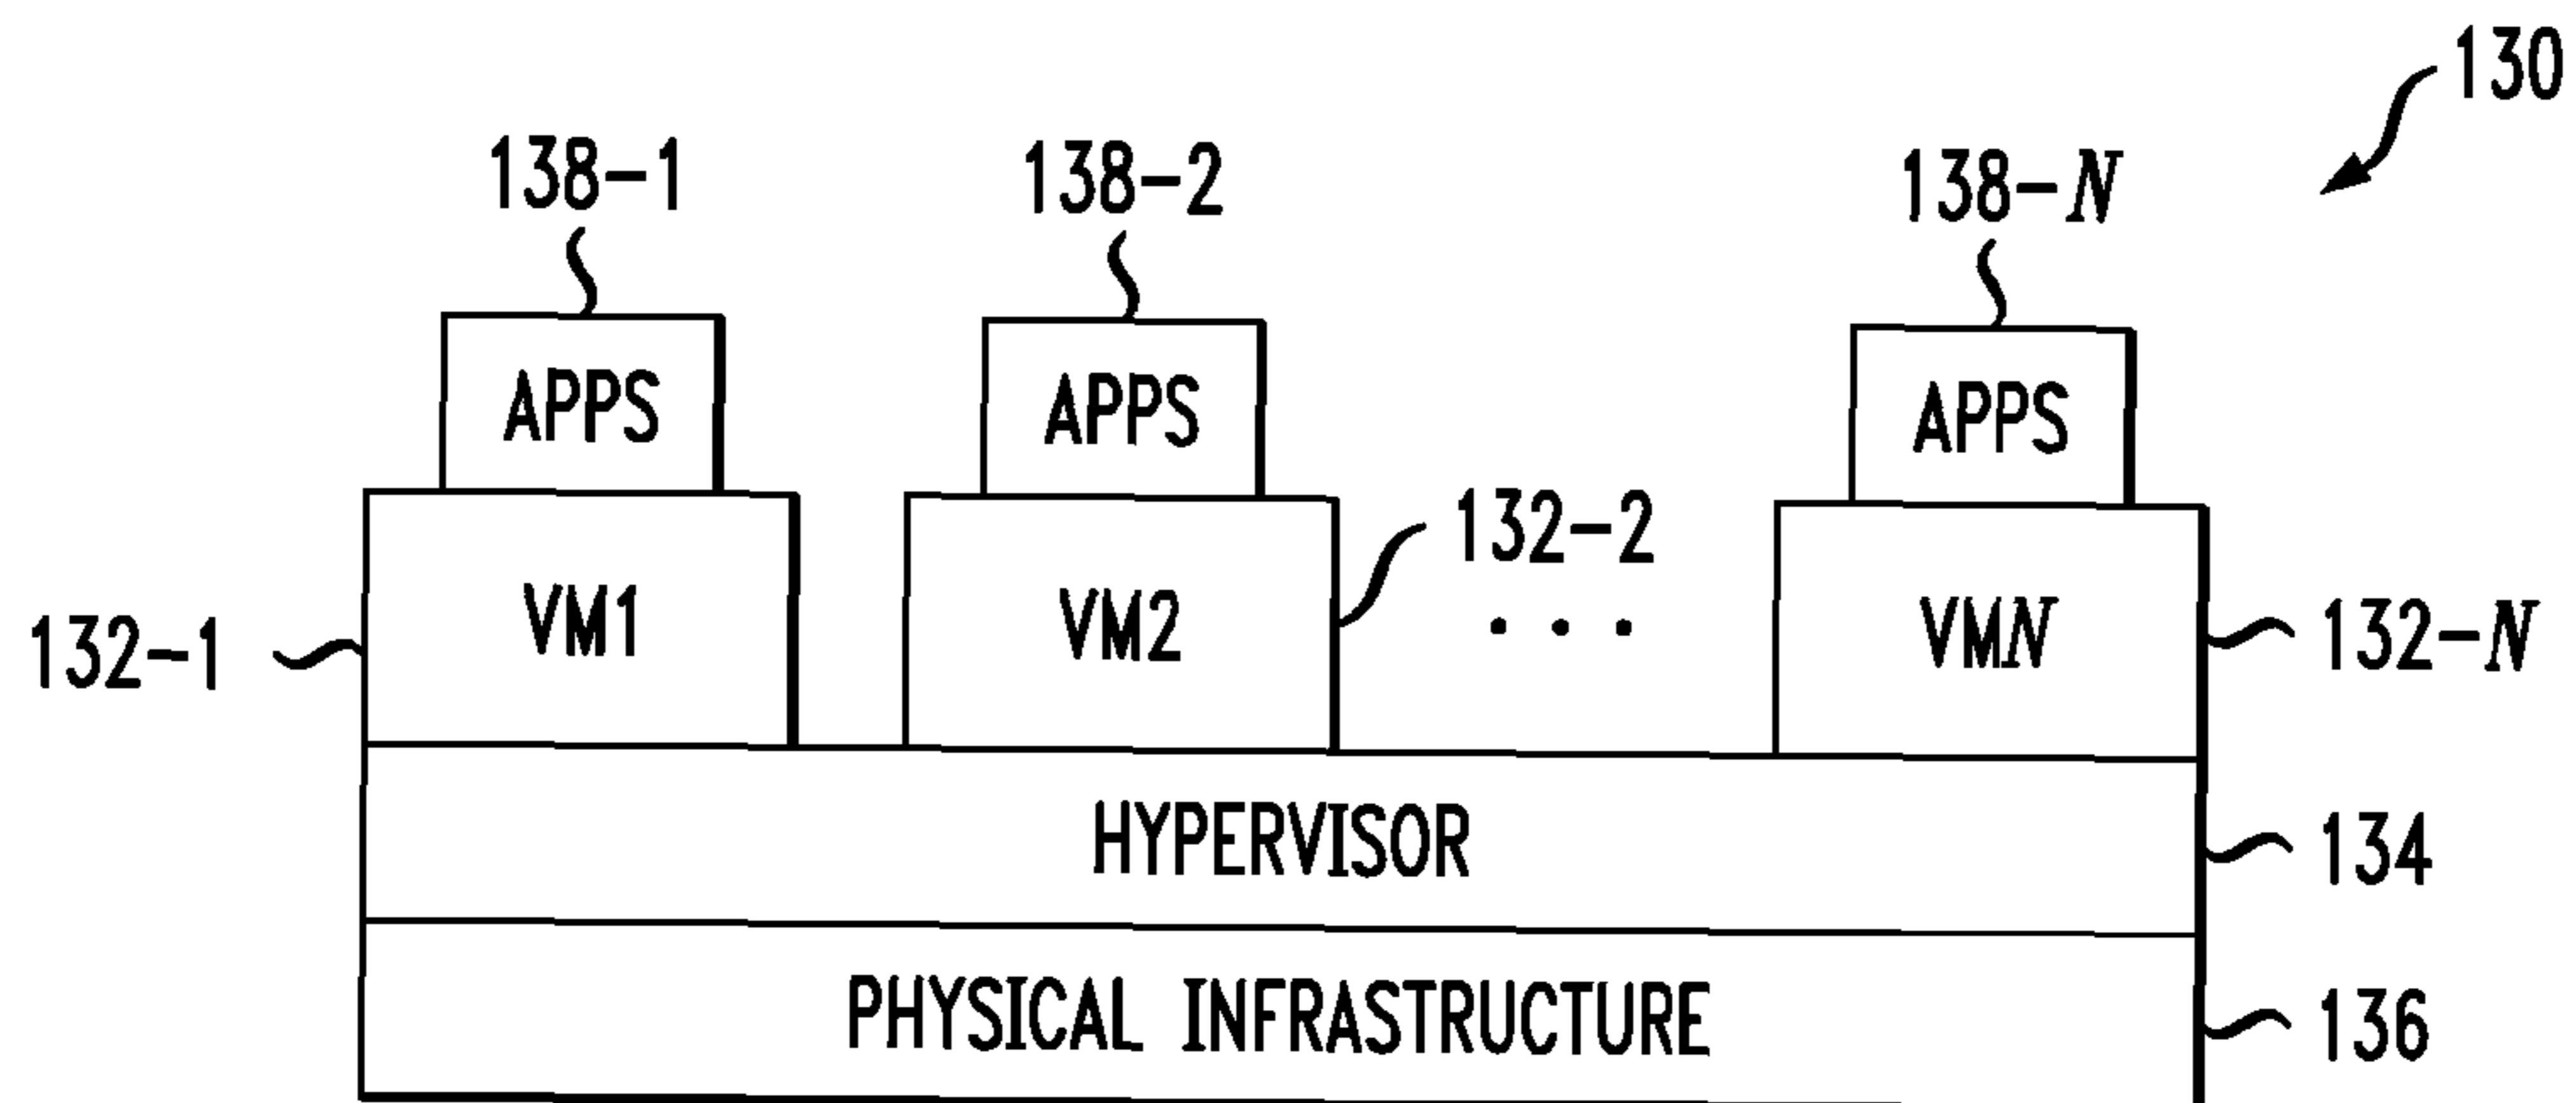 130
138-1 138-2 138-N
APPS APPS APPS
132-2
VM1 VM2 . . . VMN
132-1 132-N
HYPERVISOR 134
PHYSICAL INFRASTRUCTURE 136